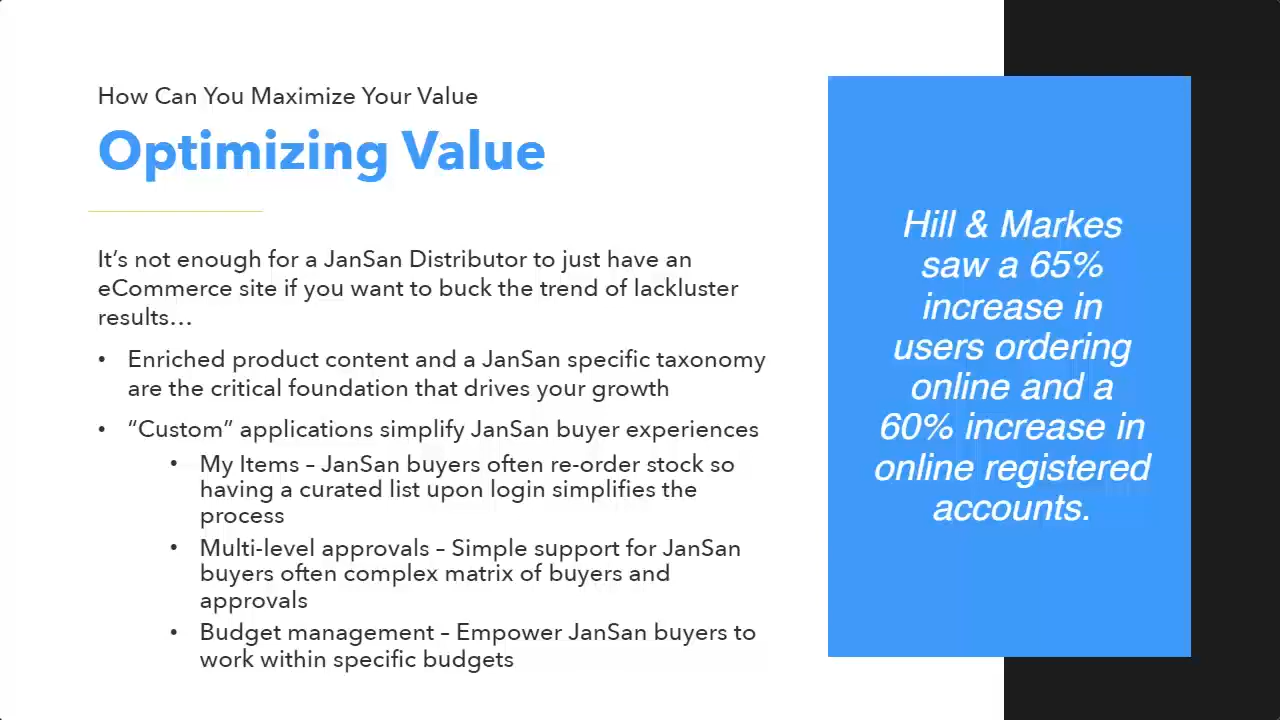 How Can You Maximize Your Value
Optimizing Value
It’s not enough for a JanSan Distributor to just have an
eCommerce site if you want to buck the trend of lackluster
results…
• Enriched product content and a JanSan specific taxonomy
are the critical foundation that drives your growth
• “Custom” applications simplify JanSan buyer experiences
• My Items – JanSan buyers often re-order stock so
having a curated list upon login simplifies the
process
• Multi-level approvals – Simple support for JanSan
buyers often complex matrix of buyers and
approvals
• Budget management – Empower JanSan buyers to
work within specific budgets
Hill & Markes
saw a 65%
increase in
users ordering
online and a
60% increase in
online registered
accounts.